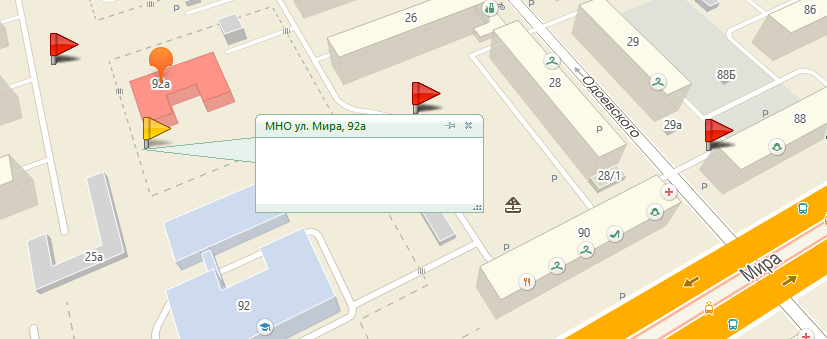 P
26
86
29
88Б
28
92а
Одоевского
P
29а
88
МНО ул. Мира, 92а
P
28/1
P
P
25а
90
P
Мира
92
P